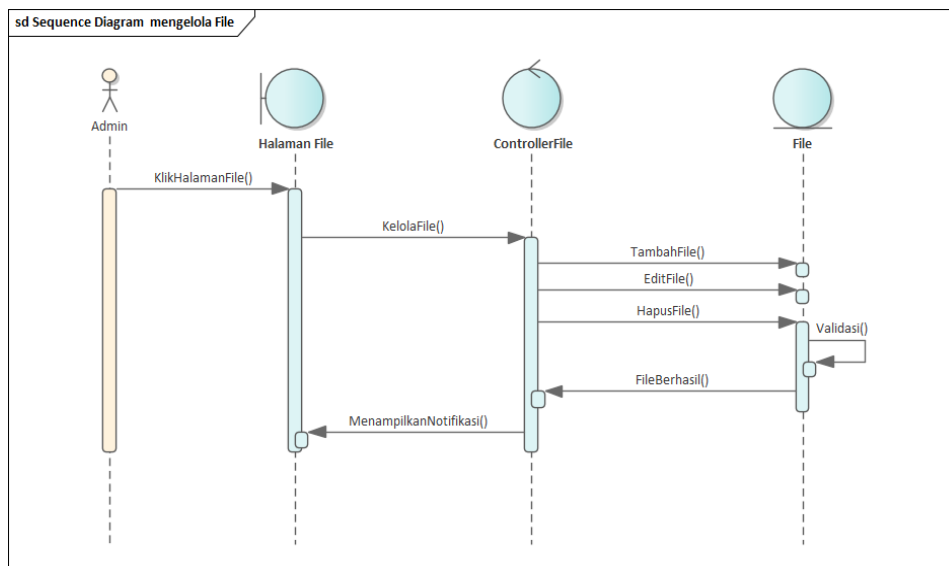 sd Sequence Diagram  mengelola File
Admin
Halaman File
ControllerFile
File
KlikHalamanFile()
KelolaFile()
TambahFile()
EditFile()
HapusFile()
Validasi()
FileBerhasil()
MenampilkanNotifikasi()